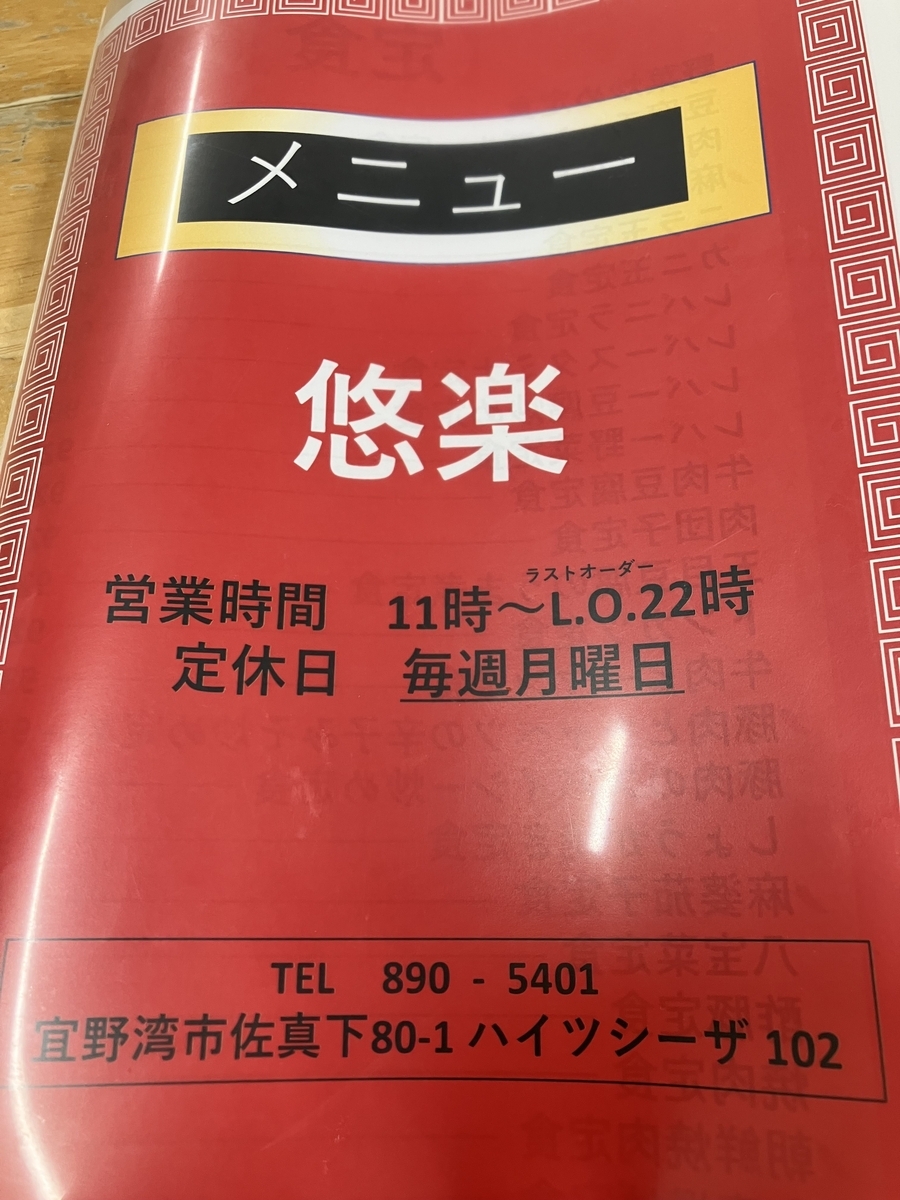 メニュー
悠楽
ラストオーダー
営業時間 11時～L.O.22時
定休日 毎週月曜日
TEL 890 - 5401
宜野湾市佐真下80-1 ハイツシーザ 102